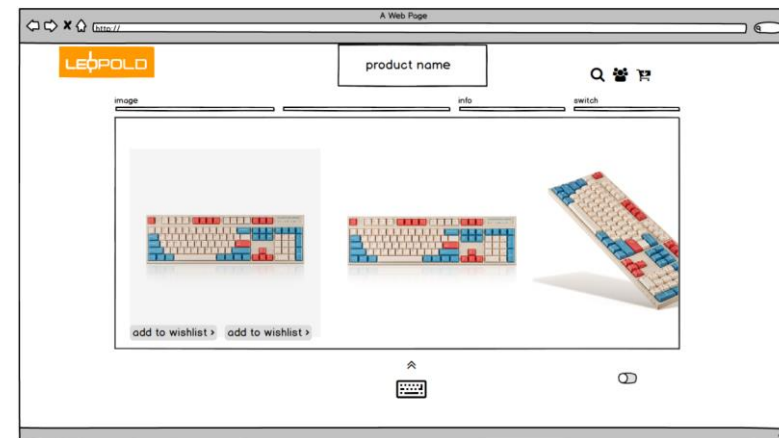 A Web Page
http://
LEOPOLD
product name
image
info
switch
add to wishlist >
add to wishlist >